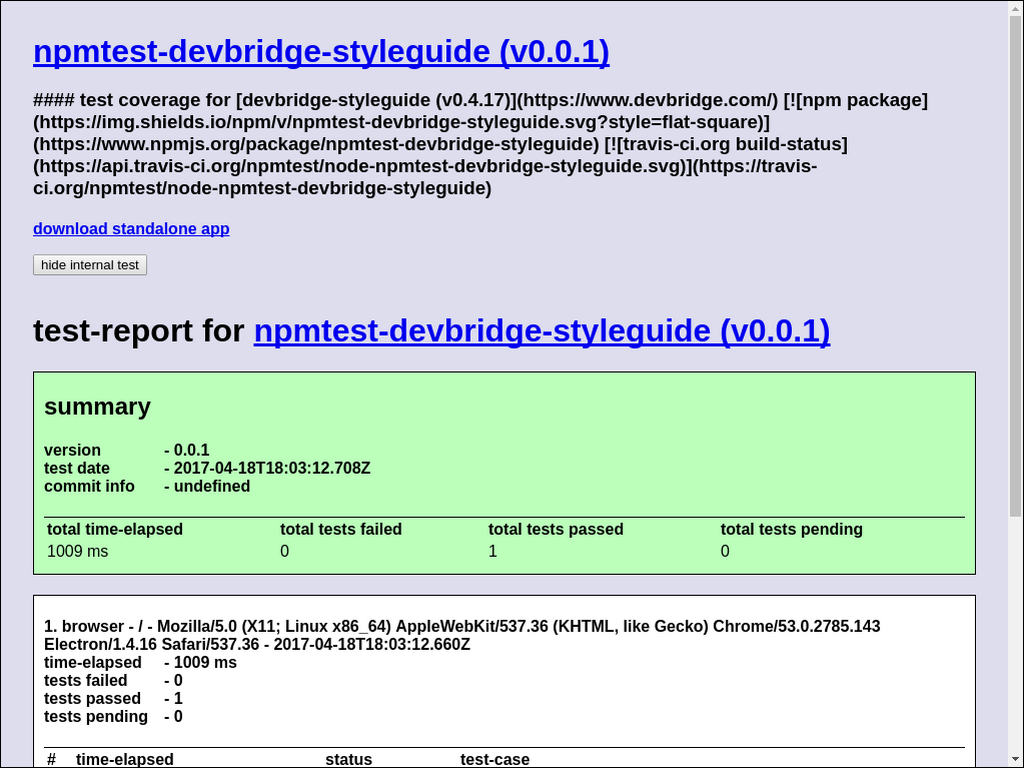 npmtest-devbridge-styleguide (v0.0.1)
#### test coverage for [devbridge-styleguide (v0.4.17)](https://www.devbridge.com/) [![npm package]
(https://img.shields.io/npm/v/npmtest-devbridge-styleguide.svg?style=flat-square)]
(https://www.npmjs.org/package/npmtest-devbridge-styleguide) [![travis-ci.org build-status]
(https://api.travis-ci.org/npmtest/node-npmtest-devbridge-styleguide.svg)](https://travis-
ci.org/npmtest/node-npmtest-devbridge-styleguide)
download standalone app
hide internal test
test-report for npmtest-devbridge-styleguide (v0.0.1)
summary
version - 0.0.1
test date - 2017-04-18T18:03:12.708Z
commit info - undefined
total time-elapsed total tests failed total tests passed total tests pending
1009 ms 0 1 0
1. browser - / - Mozilla/5.0 (X11; Linux x86_64) AppleWebKit/537.36 (KHTML, like Gecko) Chrome/53.0.2785.143
Electron/1.4.16 Safari/537.36 - 2017-04-18T18:03:12.660Z
time-elapsed - 1009 ms
tests failed - 0
tests passed - 1
tests pending - 0
# time-elapsed status test-case